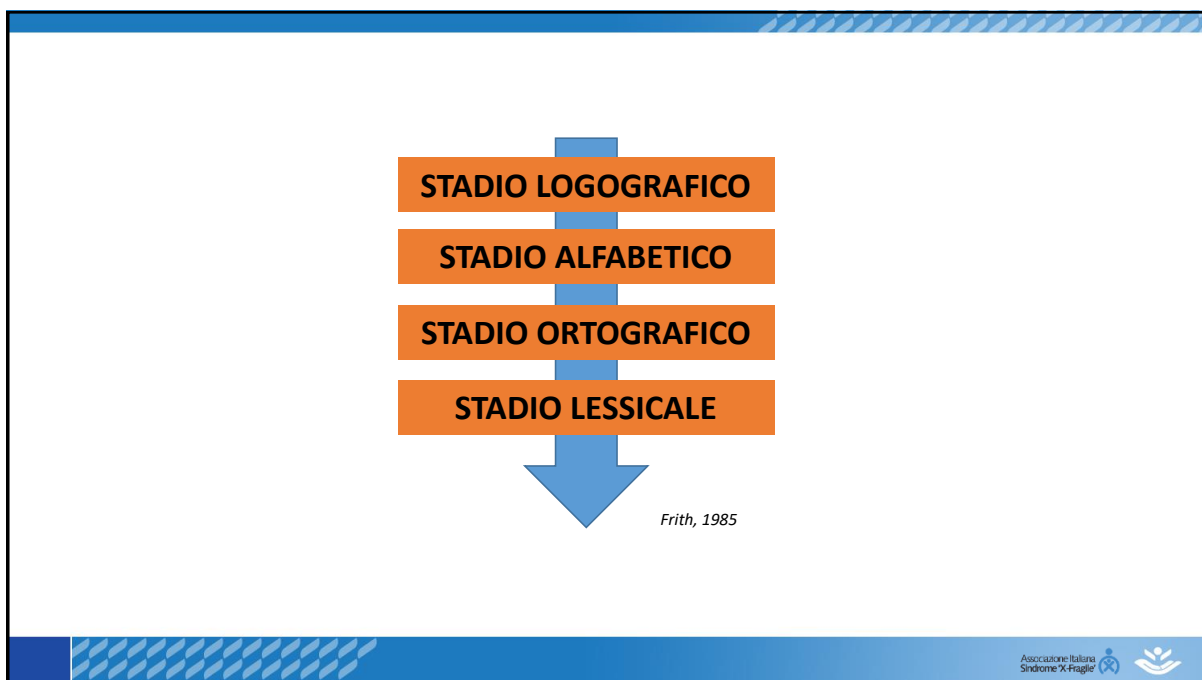 STADIO LOGOGRAFICO
STADIO ALFABETICO
STADIO ORTOGRAFICO
STADIO LESSICALE
Frith, 1985
Associazione Italiana
Sindrome "X-Fragile"